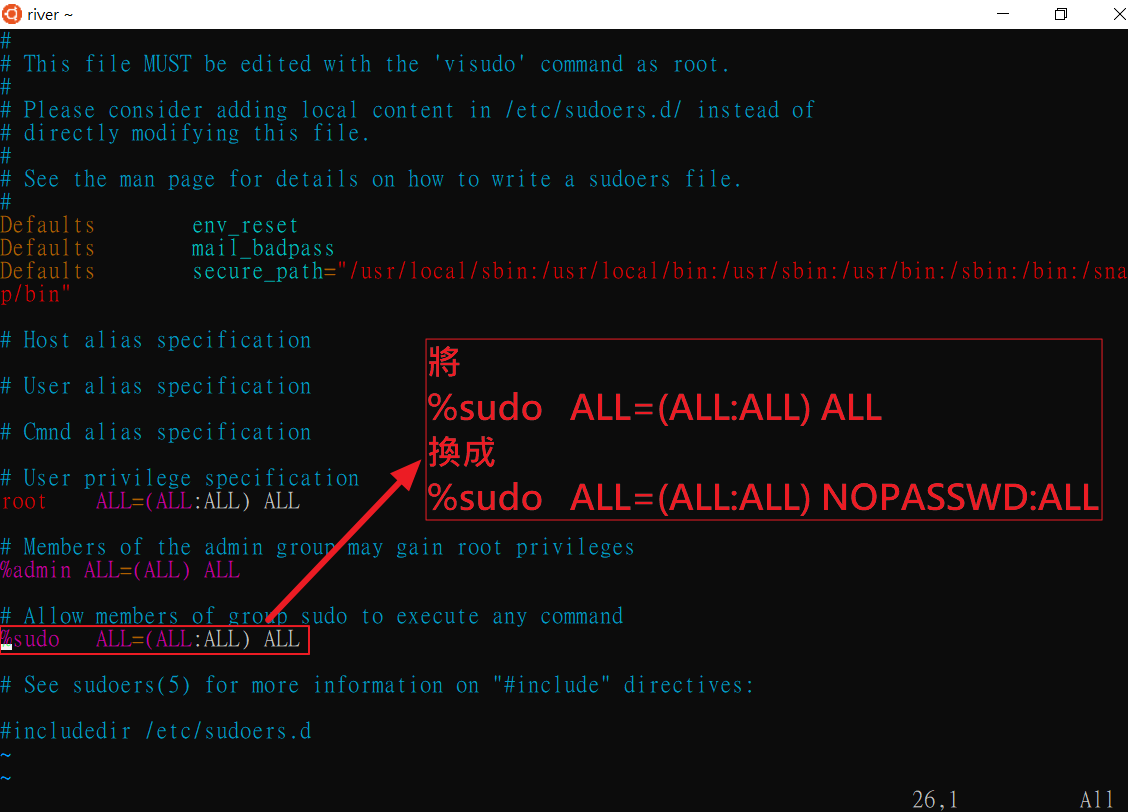 river ~
#
# This file MUST be edited with the 'visudo' command as root.
#
# Please consider adding local content in /etc/sudoers.d/ instead of
# directly modifying this file.
#
# See the man page for details on how to write a sudoers file.
#
Defaults        env_reset
Defaults        mail_badpass
Defaults        secure_path="/usr/local/sbin:/usr/local/bin:/usr/sbin:/usr/bin:/sbin:/bin:/sna
p/bin"
# Host alias specification
# User alias specification
# Cmnd alias specification
# User privilege specification
root    ALL=(ALL:ALL) ALL
將
%sudo   ALL=(ALL:ALL) ALL
換成
%sudo   ALL=(ALL:ALL) NOPASSWD:ALL
# Members of the admin group may gain root privileges
%admin ALL=(ALL) ALL
# Allow members of group sudo to execute any command
%sudo   ALL=(ALL:ALL) ALL
# See sudoers(5) for more information on "#include" directives:
#includedir /etc/sudoers.d
~
~
26,1          All